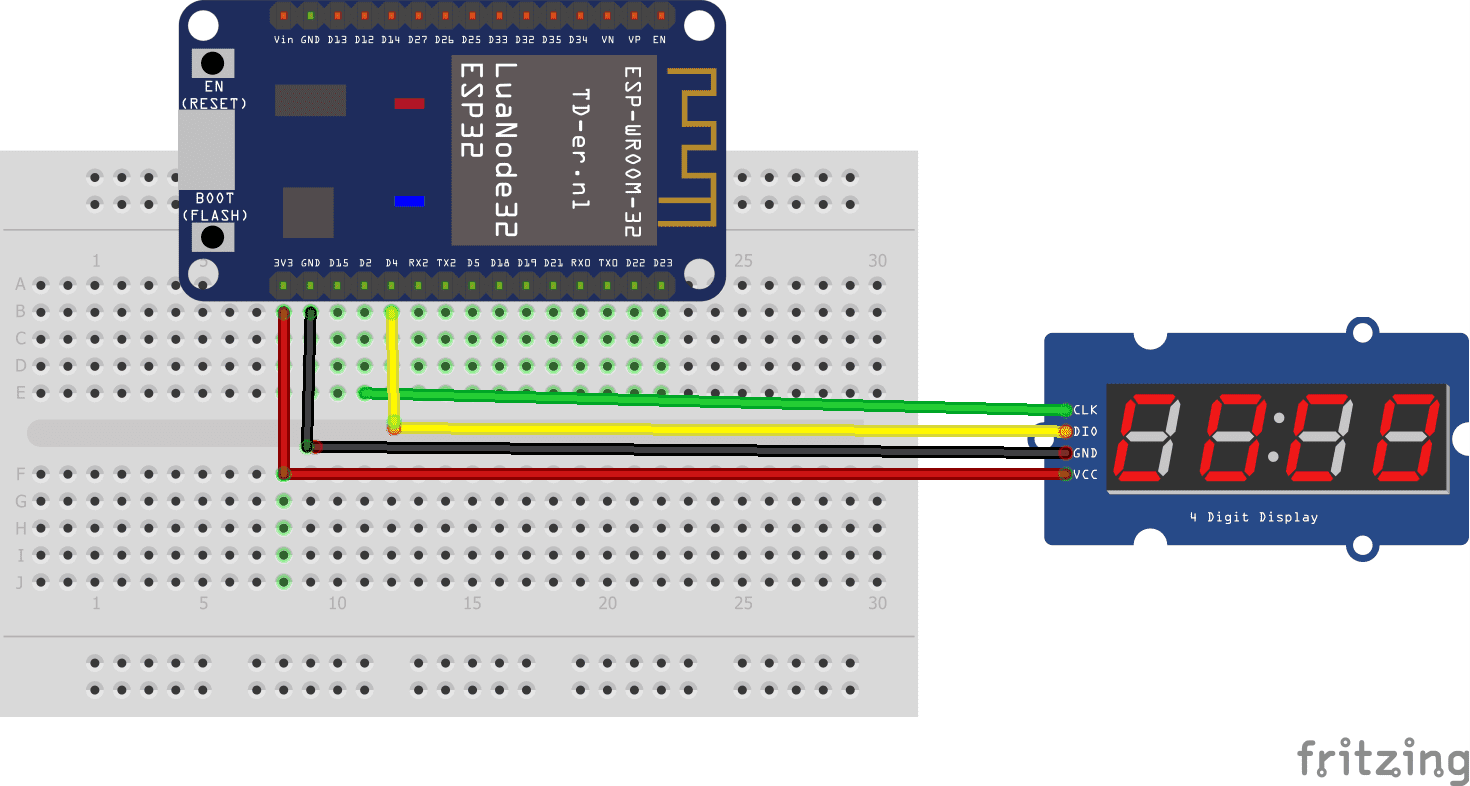 Vin GND D13 D12 D14 D27 D26 D25 D33 D32 D35 D34 VN VP EN
EN
(RESET)
BOOT
(FLASH)
LuaNode32
ESP32
TD-er.nl
ESP-WROOM-32
3V3 GND D15 D2 D4 RX2 TX2 D5 D18 D19 D21 RX0 TX0 D22 D23
1 5 25 30
A
B
C
D
E
F
G
H
I
J
1 5 10 15 20 25 30
CLK
DIO
GND
VCC
4 Digit Display
fritzing